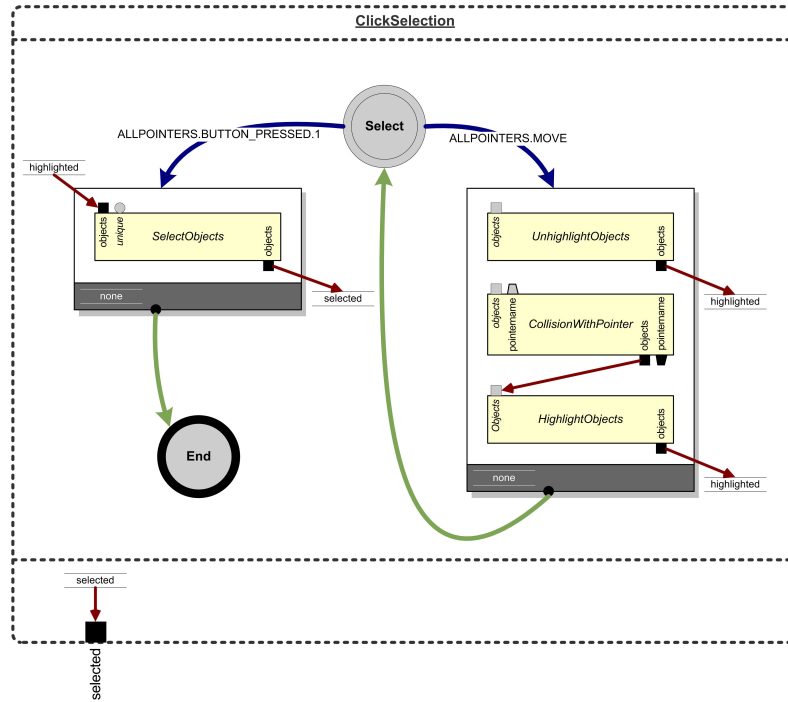 ClickSelection
Select
ALLPOINTERS.BUTTON_PRESSED.1
ALLPOINTERS.MOVE
highlighted
objects
unique
SelectObjects
objects
selected
none
End
objects
UnhighlightObjects
objects
highlighted
objects
pointername
CollisionWithPointer
objects
pointername
Objects
HighlightObjects
objects
highlighted
none
selected
selected